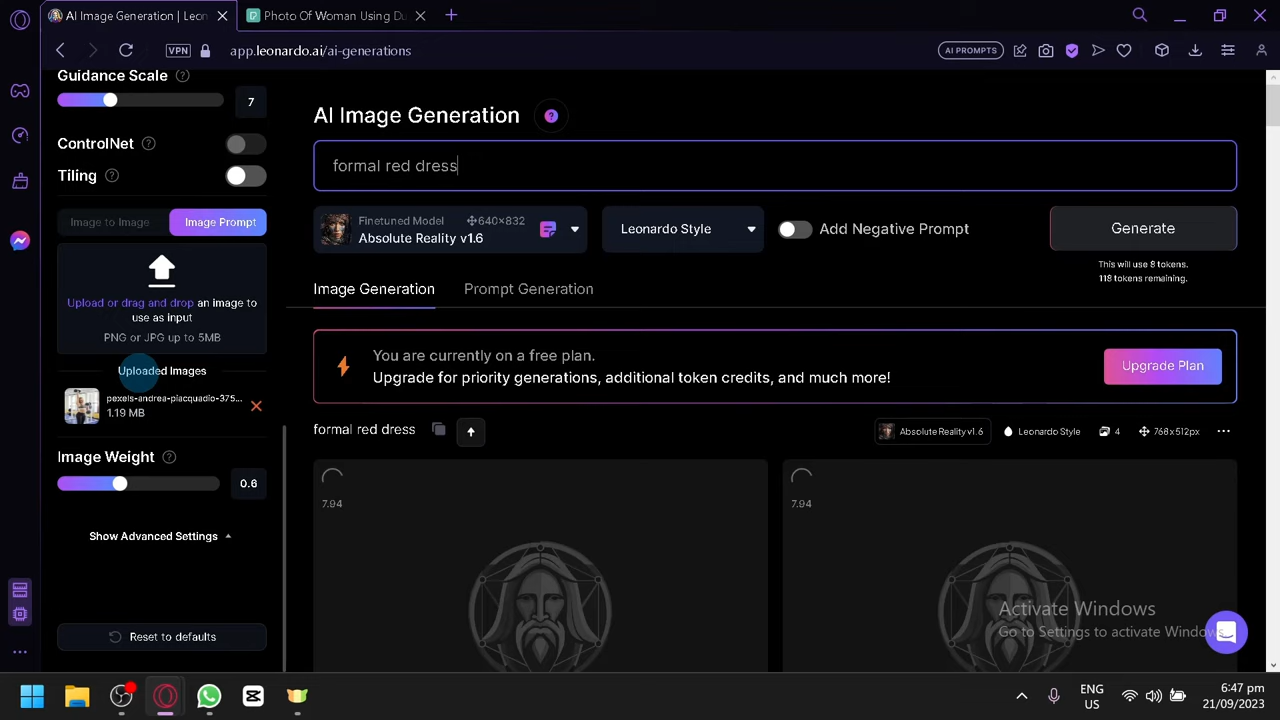 AI Image Generation | Leon
Photo Of Woman Using Du
VPN
app.leonardo.ai/ai-generations
AI PROMPTS
Guidance Scale
7
ControlNet
Tiling
Image to Image
Image Prompt
Upload or drag and drop an image to
use as input
PNG or JPG up to 5MB
Uploaded Images
pexels-andrea-piacquadio-375...
1.19 MB
Image Weight
0.6
Show Advanced Settings
Reset to defaults
AI Image Generation
?
formal red dress
Finetuned Model
640×832
Absolute Reality v1.6
Leonardo Style
Add Negative Prompt
Generate
This will use 8 tokens.
118 tokens remaining.
Image Generation
Prompt Generation
You are currently on a free plan.
Upgrade for priority generations, additional token credits, and much more!
Upgrade Plan
formal red dress
Absolute Reality v1.6
Leonardo Style
4
768x512px
7.94
7.94
Activate Windows
Go to Settings to activate Windows.
ENG
US
6:47 pm
21/09/2023